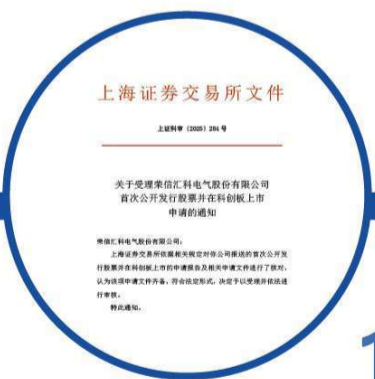 上海证券交易所文件
上证科审（2025）284 号
关于受理荣信汇科电气股份有限公司
首次公开发行股票并在科创板上市
申请的通知
荣信汇科电气股份有限公司：
上海证券交易所依据相关规定对你公司报送的首次公开发
行股票并在科创板上市的申请报告及相关申请文件进行了核对，
认为该项申请文件齐备，符合法定形式，决定予以受理并依法进
行审核。
特此通知。